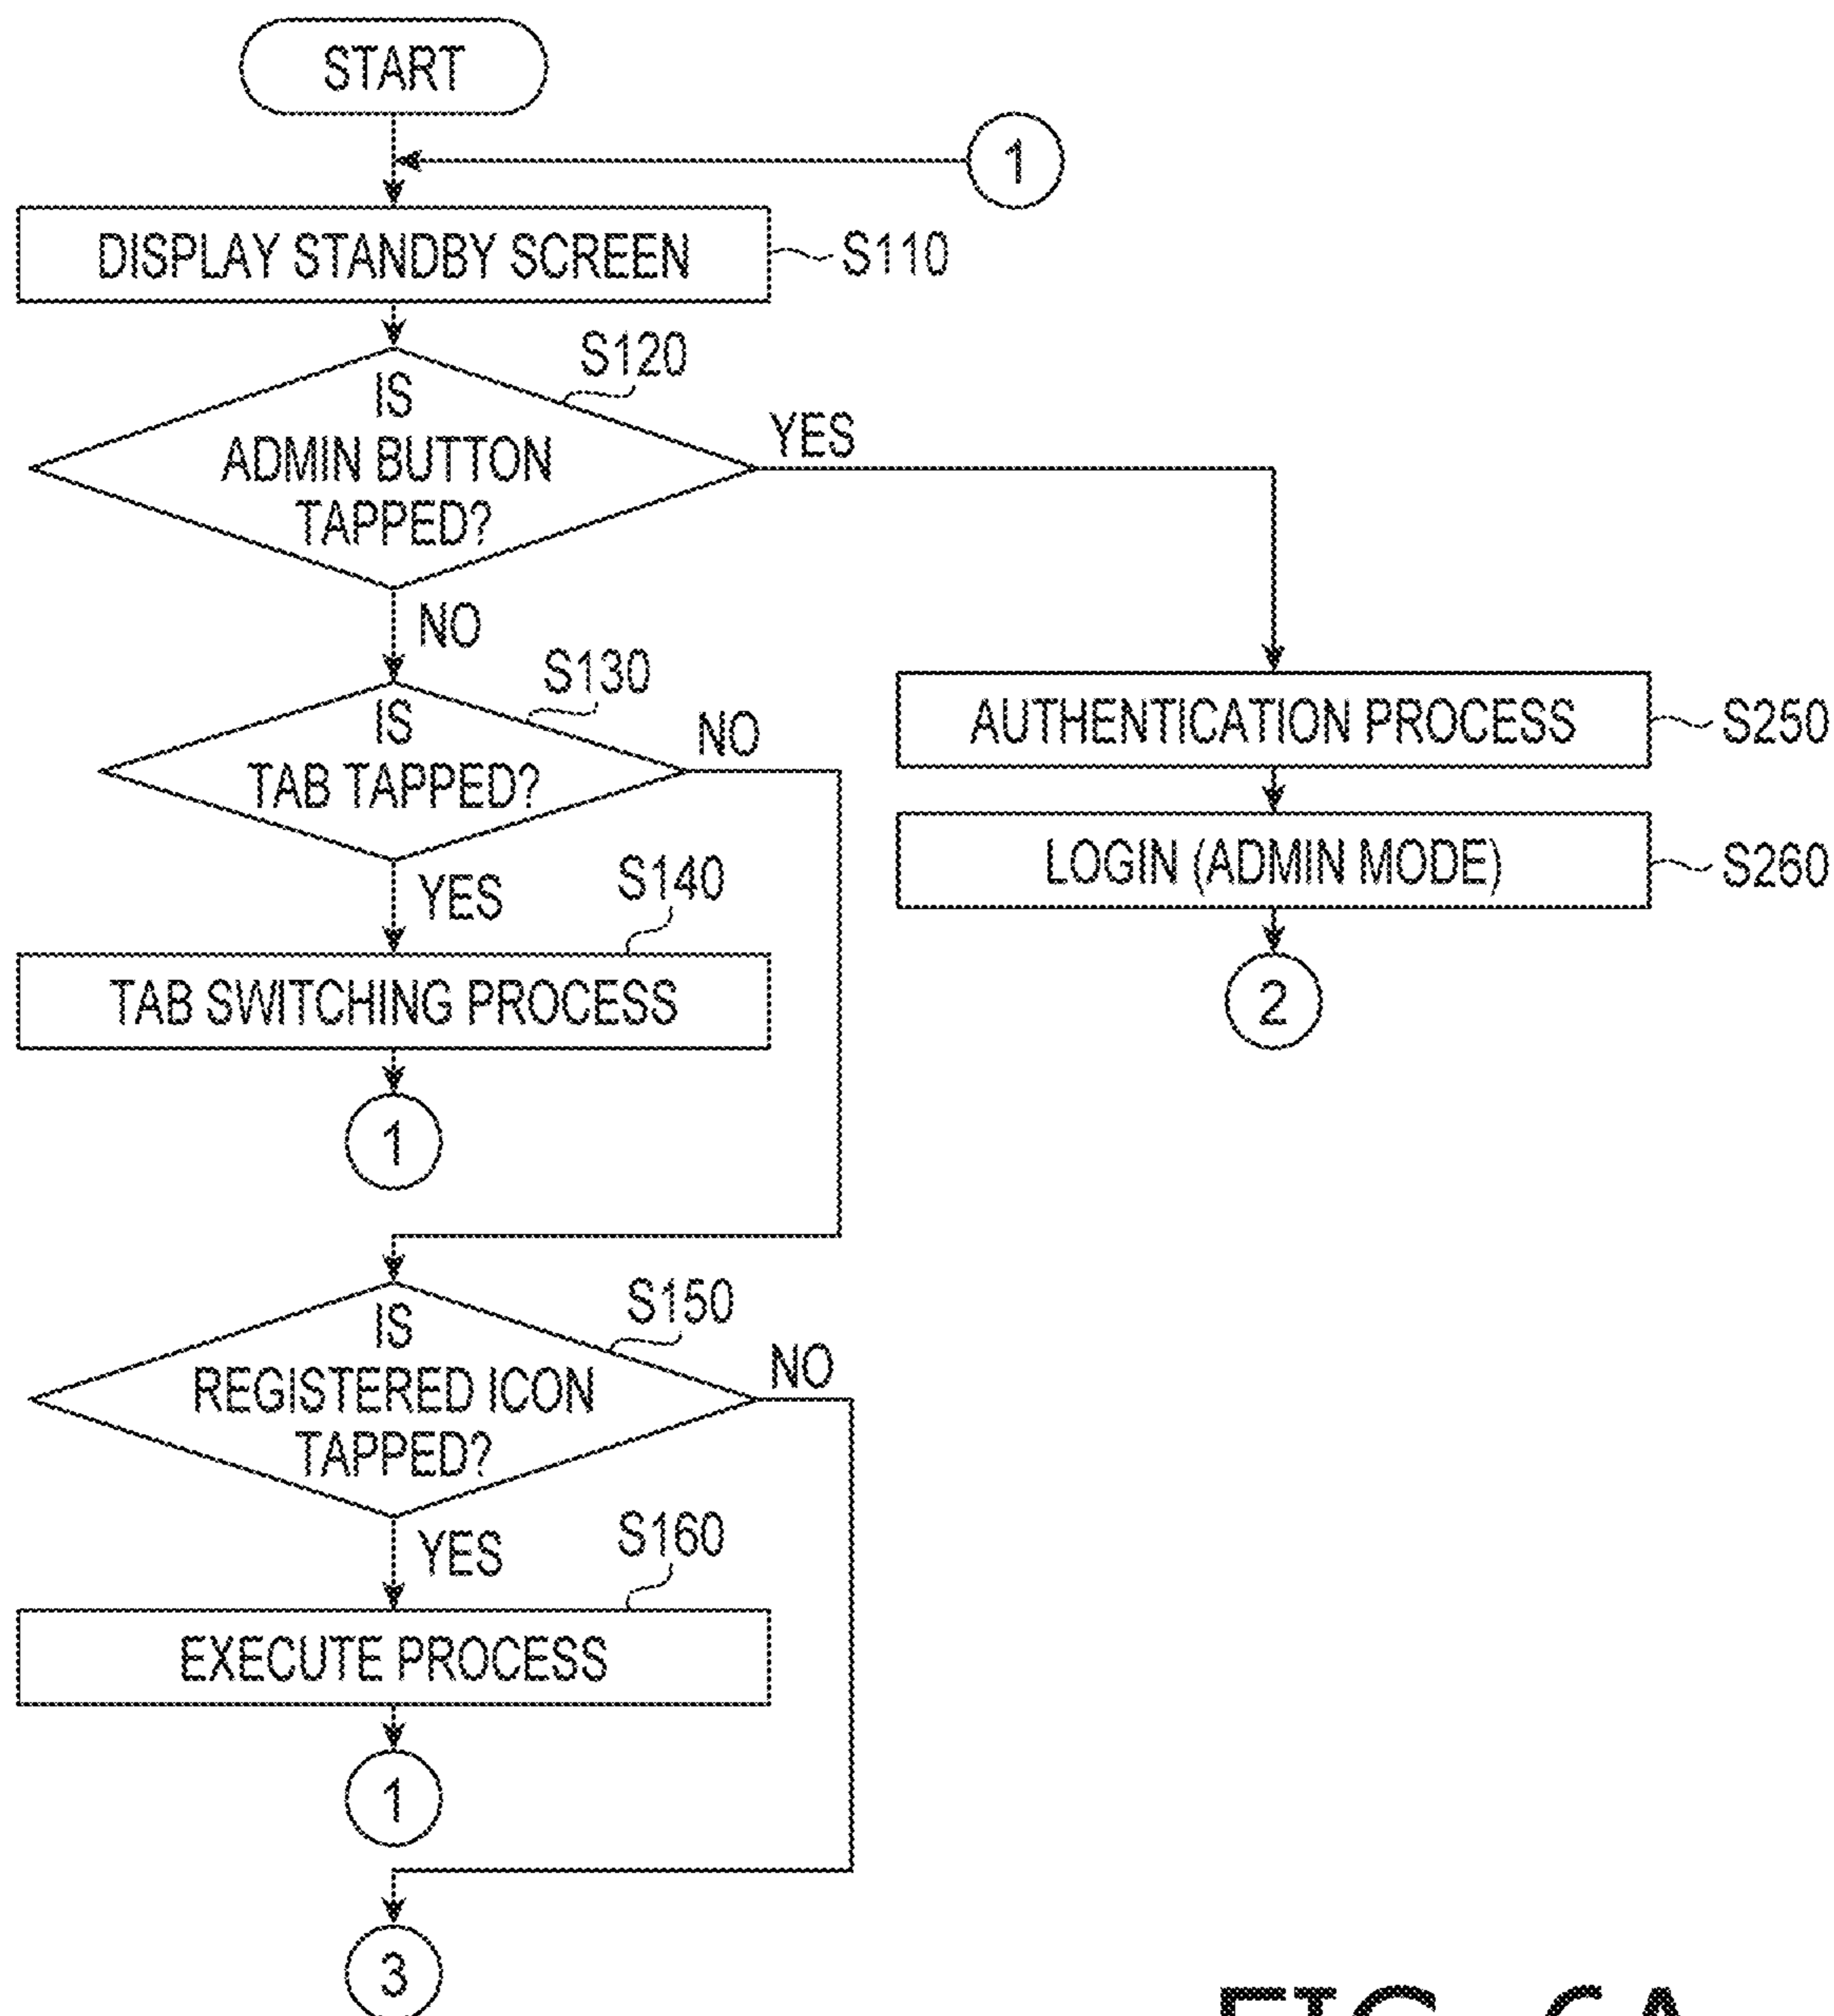 START
1
DISPLAY STANDBY SCREEN
S110
S120
IS
ADMIN BUTTON
TAPPED?
YES
NO
S130
IS
TAB TAPPED?
NO
YES
AUTHENTICATION PROCESS
S250
LOGIN (ADMIN MODE)
S260
2
S140
TAB SWITCHING PROCESS
1
S150
IS
REGISTERED ICON
TAPPED?
NO
YES
S160
EXECUTE PROCESS
1
3
FIG. 6A